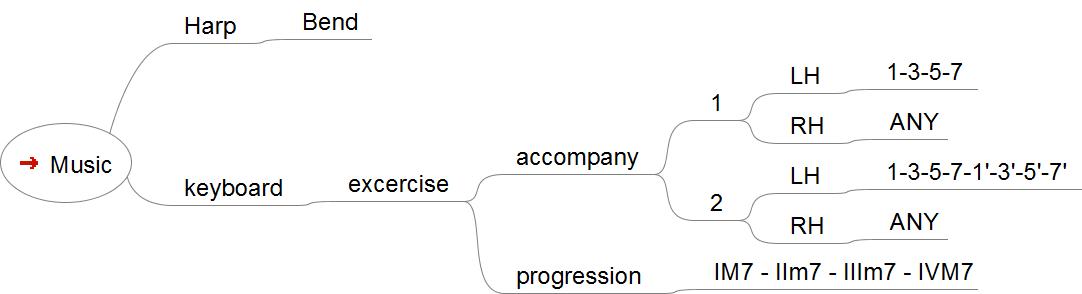 Music
Harp
Bend
keyboard
excercise
accompany
1
LH
1-3-5-7
RH
ANY
2
LH
1-3-5-7-1'-3'-5'-7'
RH
ANY
progression
IM7 - IIm7 - IIIm7 - IVM7